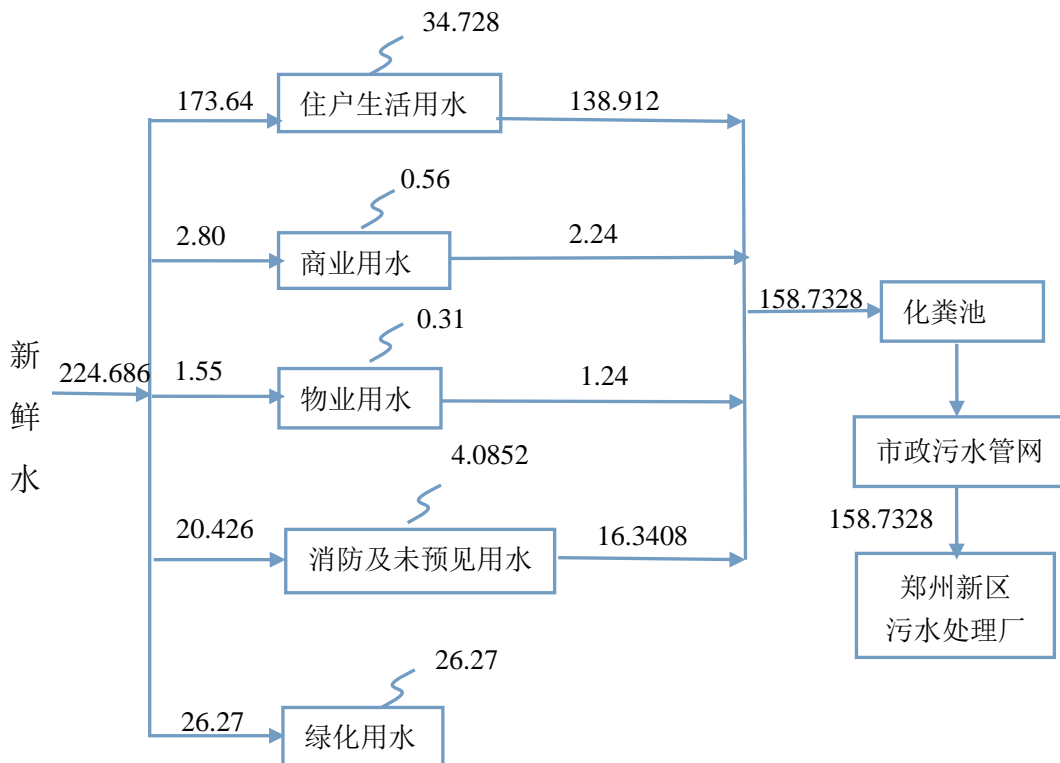 34.728
173.64
住户生活用水
138.912
0.56
2.80
商业用水
2.24
158.7328
化粪池
0.31
新
鲜
水
224.686
1.55
物业用水
1.24
市政污水管网
4.0852
20.426
消防及未预见用水
16.3408
158.7328
郑州新区
污水处理厂
26.27
26.27
绿化用水